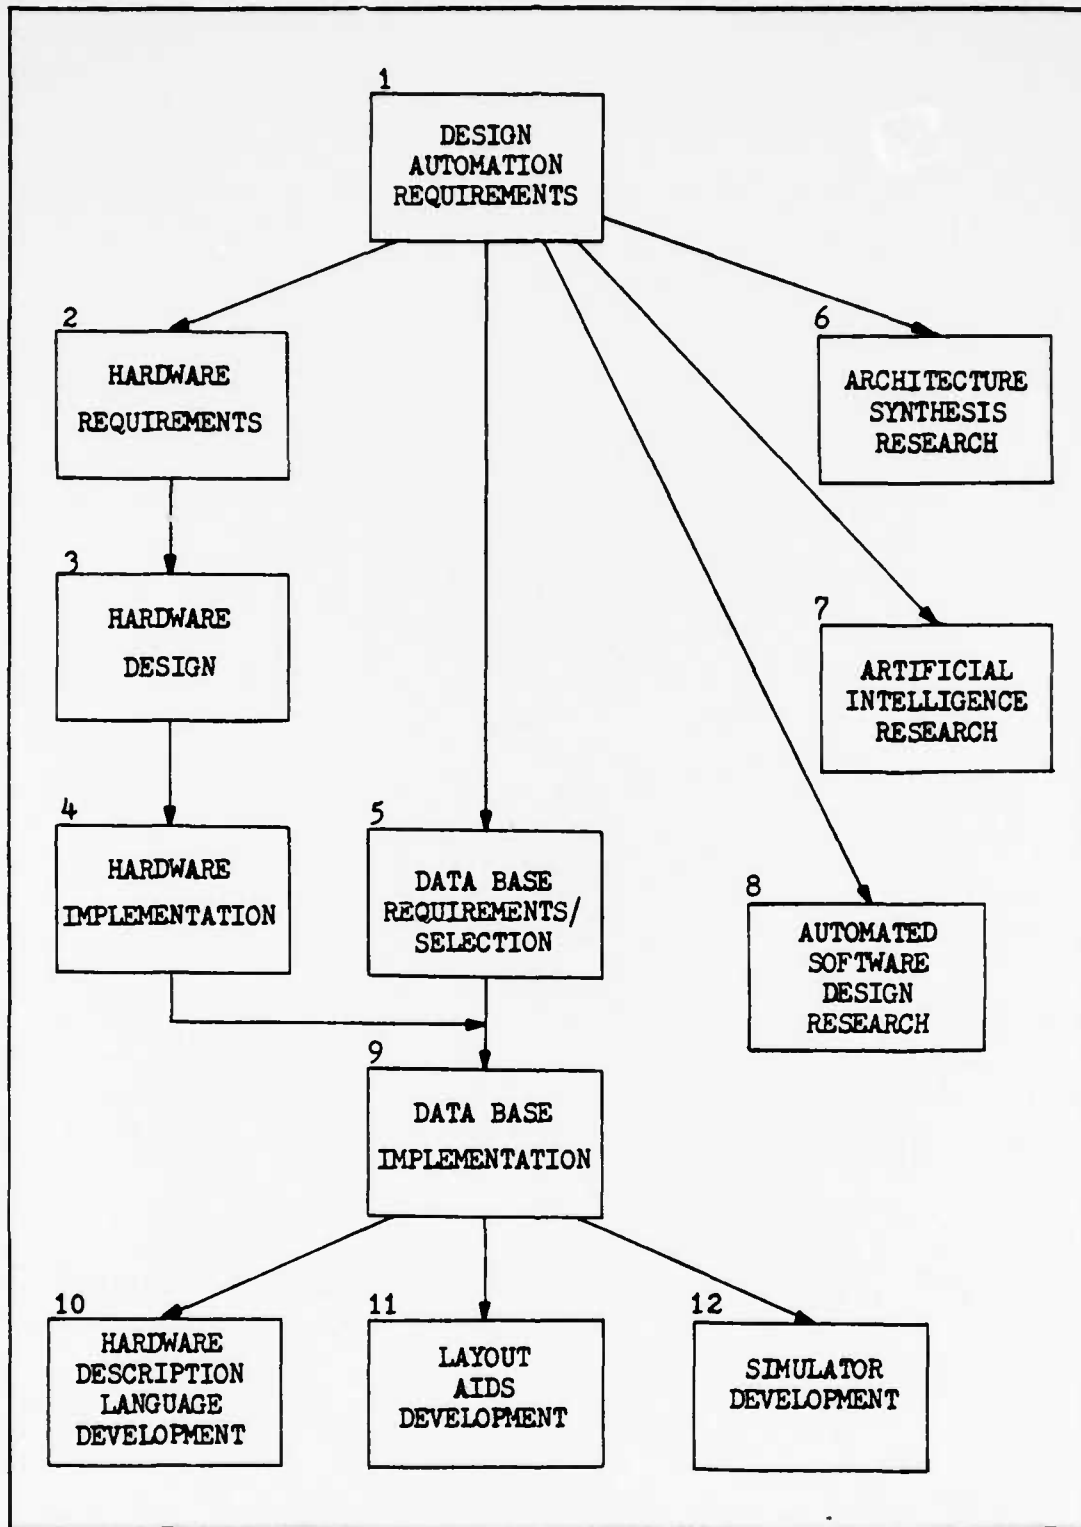 1
DESIGN
AUTOMATION
REQUIREMENTS
2
HARDWARE
REQUIREMENTS
6
ARCHITECTURE
SYNTHESIS
RESEARCH
3
HARDWARE
DESIGN
7
ARTIFICIAL
INTELLIGENCE
RESEARCH
4
HARDWARE
IMPLEMENTATION
5
DATA BASE
REQUIREMENTS/
SELECTION
8
AUTOMATED
SOFTWARE
DESIGN
RESEARCH
9
DATA BASE
IMPLEMENTATION
10
HARDWARE
DESCRIPTION
LANGUAGE
DEVELOPMENT
11
LAYOUT
AIDS
DEVELOPMENT
12
SIMULATOR
DEVELOPMENT